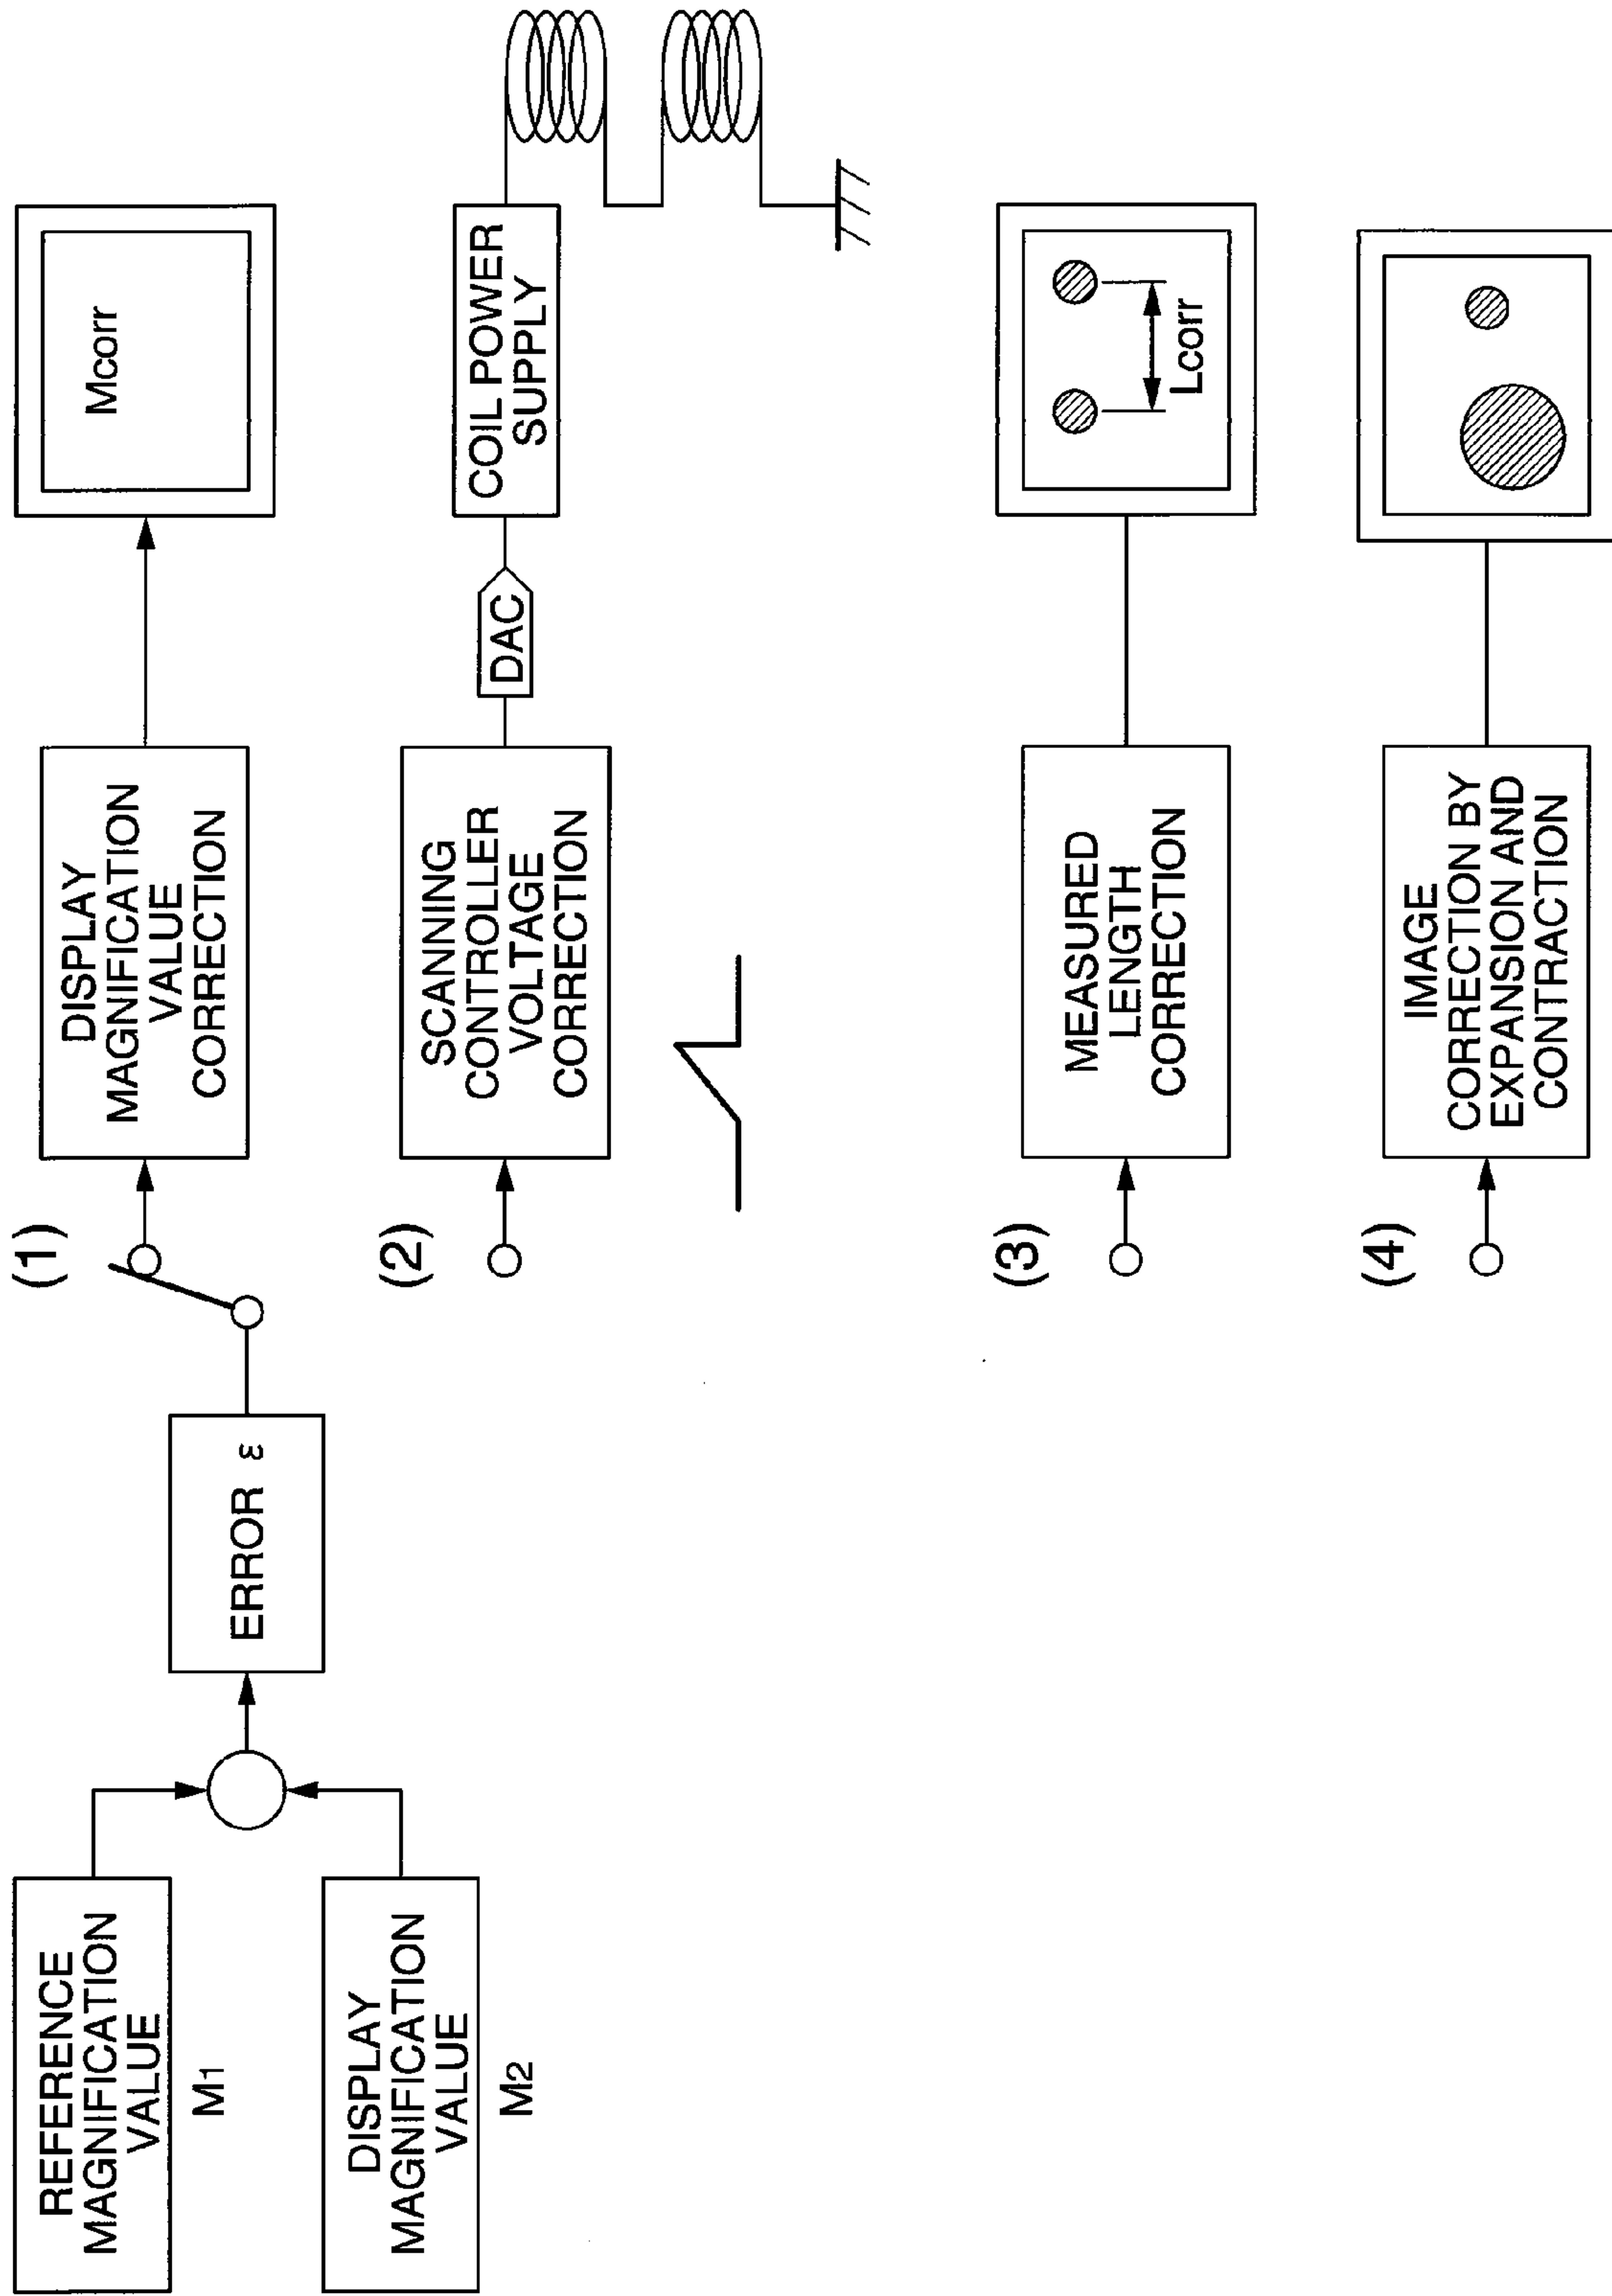 REFERENCE
MAGNIFICATION
VALUE
M1
DISPLAY
MAGNIFICATION
VALUE
M2
ERROR ε
(1)
DISPLAY
MAGNIFICATION
VALUE
CORRECTION
Mcorr
(2)
SCANNING
CONTROLLER
VOLTAGE
CORRECTION
DAC
COIL POWER
SUPPLY
(3)
MEASURED
LENGTH
CORRECTION
Lcorr
(4)
IMAGE
CORRECTION BY
EXPANSION AND
CONTRACTION